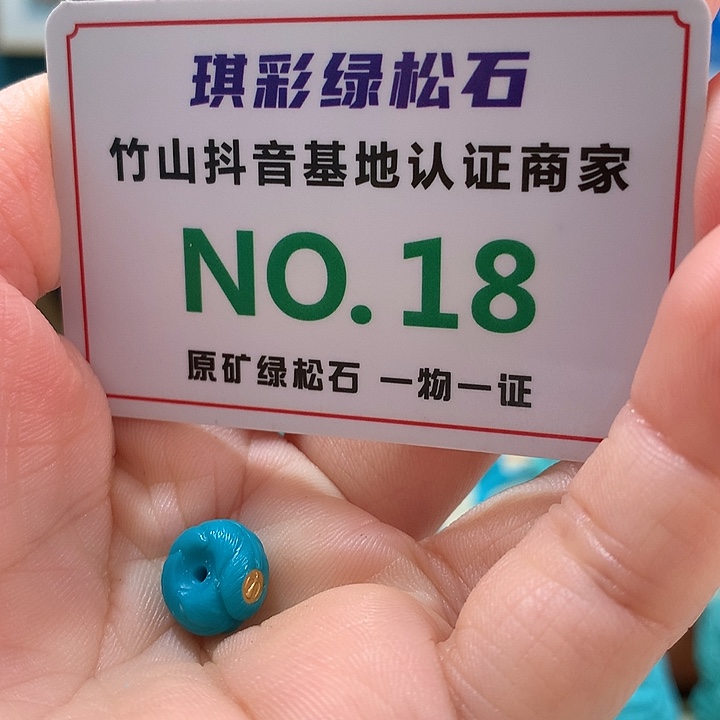 琪彩绿松石
竹山抖音基地认证商家
NO.18
原矿绿松石 一物一证